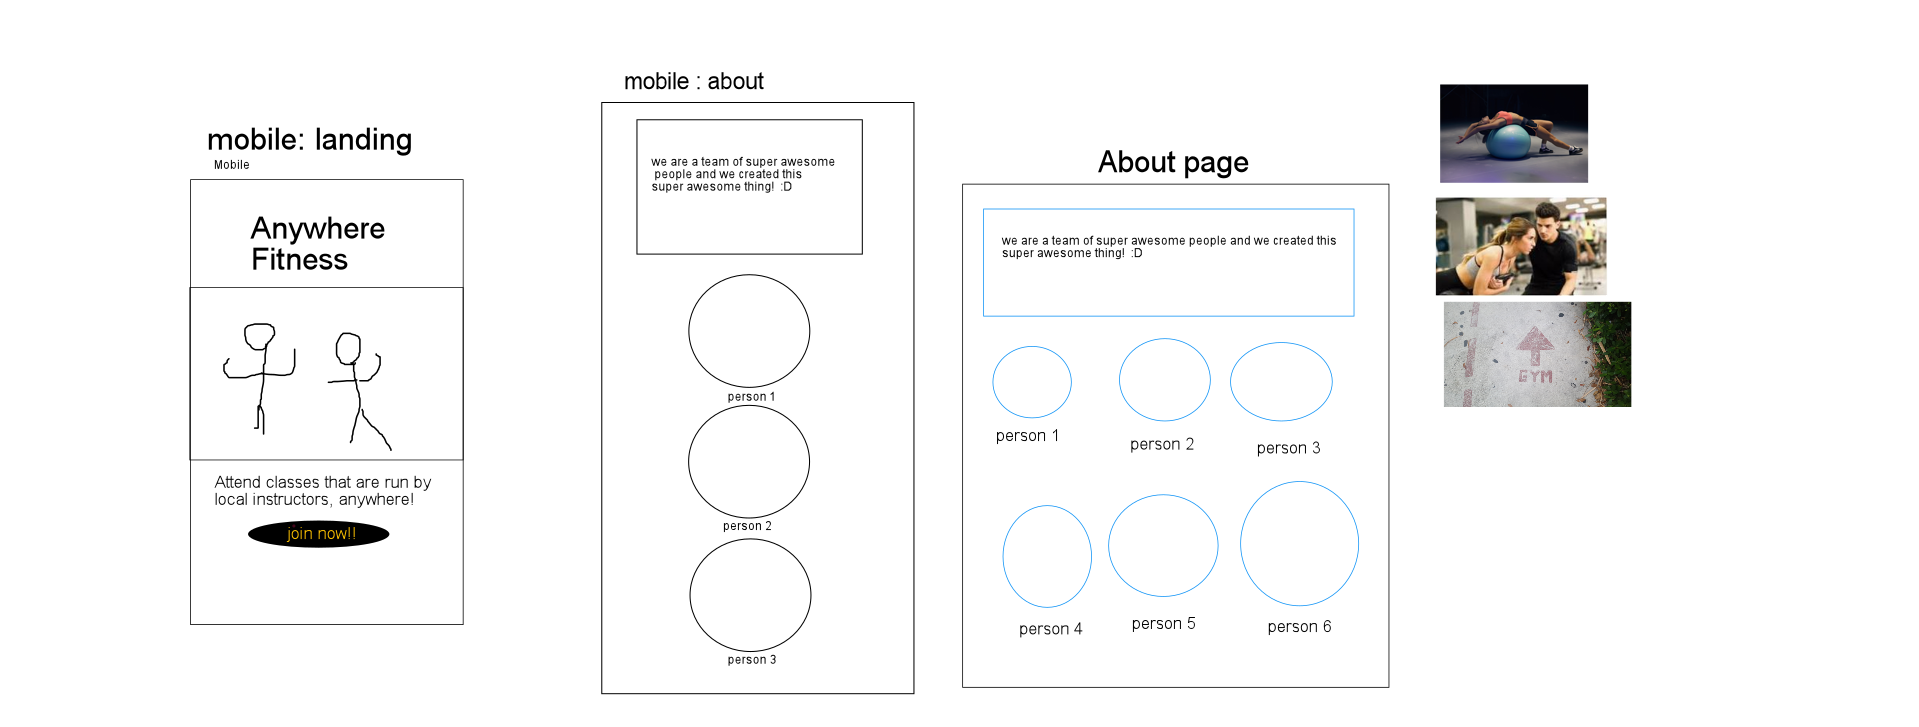 mobile: landing
Mobile
Anywhere
Fitness
Attend classes that are run by
local instructors, anywhere!
join now!!
mobile : about
we are a team of super awesome
people and we created this
super awesome thing! :D
person 1
person 2
person 3
About page
we are a team of super awesome people and we created this
super awesome thing! :D
person 1
person 2
person 3
person 4
person 5
person 6
GYM